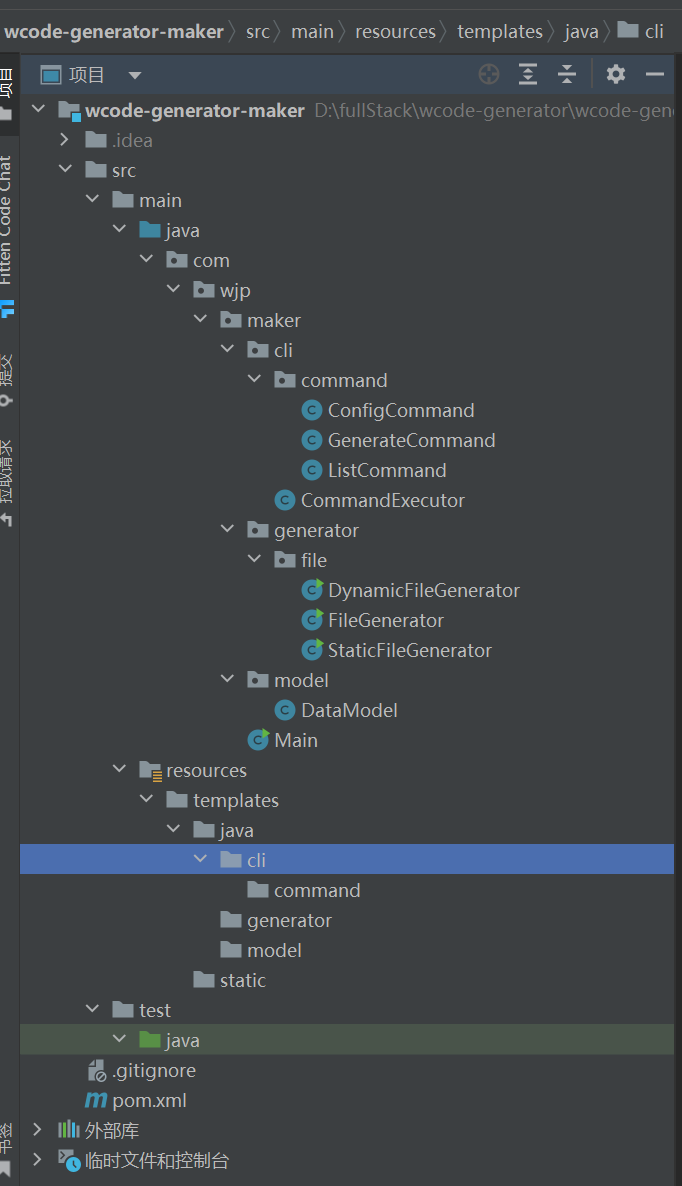 wcode-generator-maker > src > main > resources > templates > java > cli
项目
项目
wcode-generator-maker D:\fullStack\wcode-generator\wcode-gen
.idea
src
main
java
com
wjp
maker
cli
command
ConfigCommand
GenerateCommand
ListCommand
CommandExecutor
generator
file
DynamicFileGenerator
FileGenerator
StaticFileGenerator
model
DataModel
Main
resources
templates
java
cli
command
generator
model
static
test
java
.gitignore
pom.xml
外部库
临时文件和控制台
Fitten Code Chat
提交
拉取请求
书签